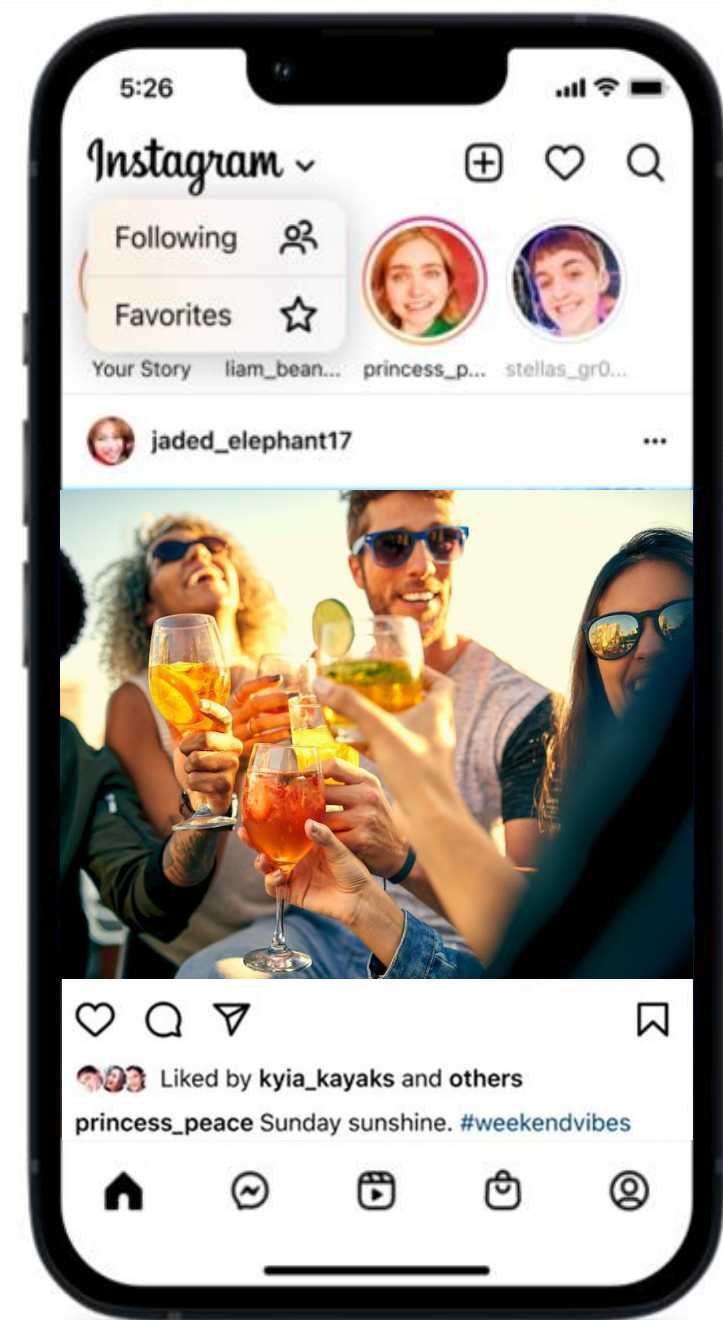 5:26
Instagram
Following
Favorites
Your Story liam_bean... princess_p... stellas_gr0...
jaded_elephant17
Liked by kyia_kayaks and others
princess_peace Sunday sunshine. #weekendvibes